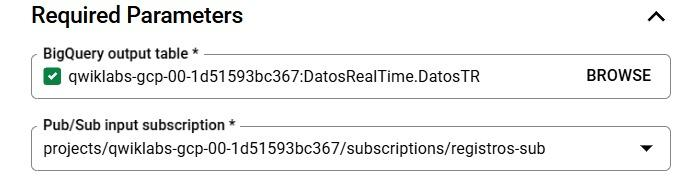 Required Parameters
BigQuery output table *
qwiklabs-gcp-00-1d51593bc367:DatosRealTime.DatosTR BROWSE
Pub/Sub input subscription *
projects/qwiklabs-gcp-00-1d51593bc367/subscriptions/registros-sub